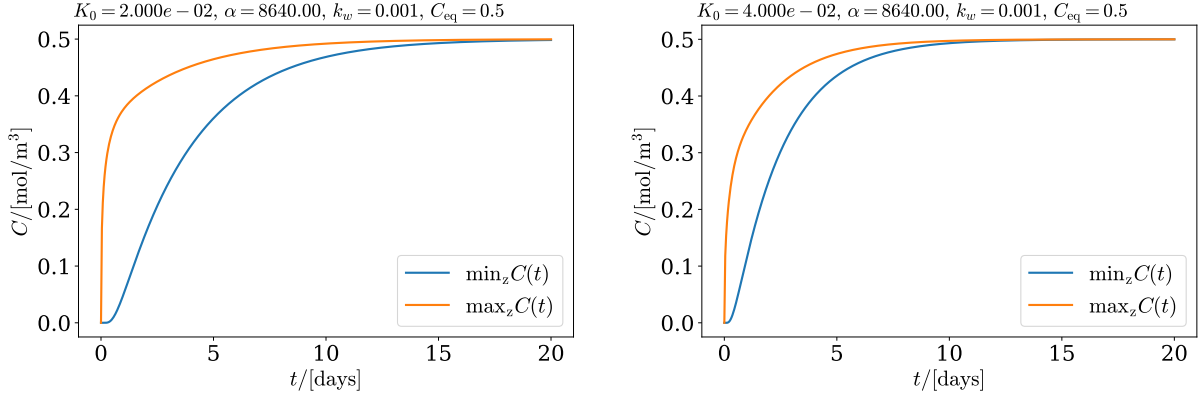 K₀ = 2.000e − 02, α = 8640.00, k_w = 0.001, C_eq = 0.5
C/[mol/m³]
0.5
0.4
0.3
0.2
0.1
0.0
min_z C(t)
max_z C(t)
0 5 10 15 20
t/[days]
K₀ = 4.000e − 02, α = 8640.00, k_w = 0.001, C_eq = 0.5
C/[mol/m³]
0.5
0.4
0.3
0.2
0.1
0.0
min_z C(t)
max_z C(t)
0 5 10 15 20
t/[days]